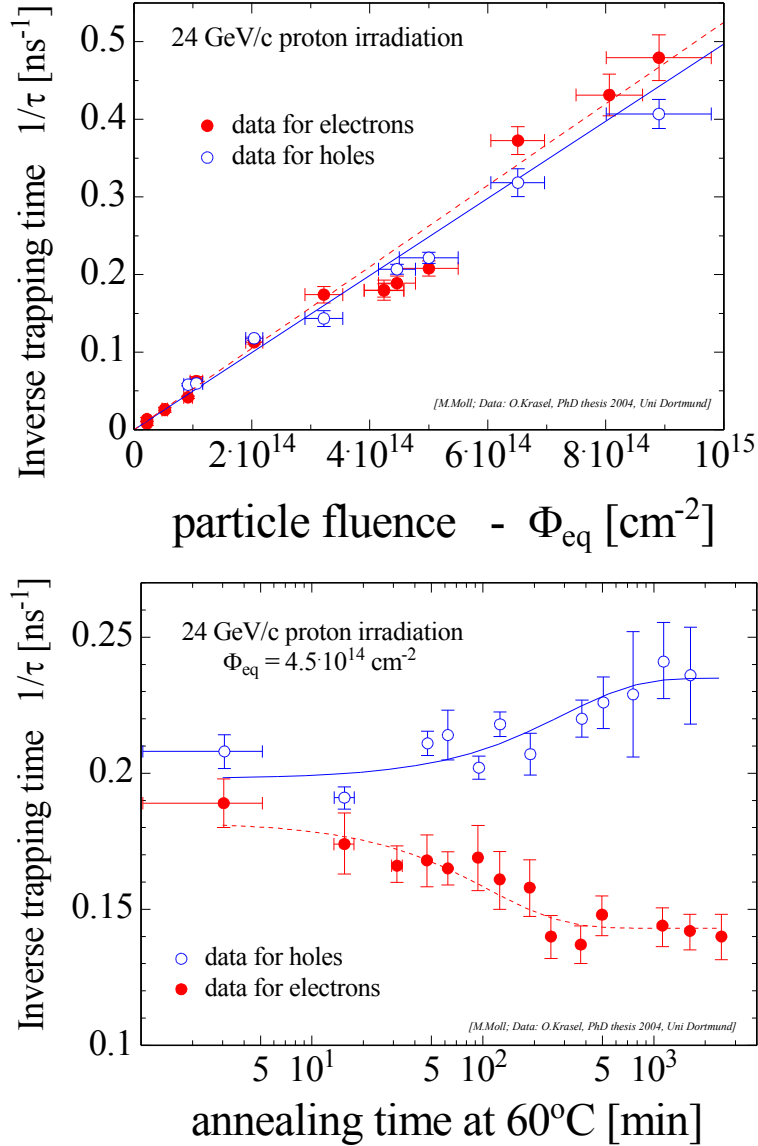 0.5
0.4
0.3
0.2
0.1
0
Inverse trapping time 1/τ [ns⁻¹]
24 GeV/c proton irradiation
data for electrons
data for holes
[M.Moll; Data: O.Krasel, PhD thesis 2004, Uni Dortmund]
0 2·10¹⁴ 4·10¹⁴ 6·10¹⁴ 8·10¹⁴ 10¹⁵
particle fluence - Φeq [cm⁻²]
0.25
0.2
0.15
0.1
Inverse trapping time 1/τ [ns⁻¹]
24 GeV/c proton irradiation
Φeq = 4.5·10¹⁴ cm⁻²
data for holes
data for electrons
[M.Moll; Data: O.Krasel, PhD thesis 2004, Uni Dortmund]
5 10¹ 5 10² 5 10³
annealing time at 60°C [min]